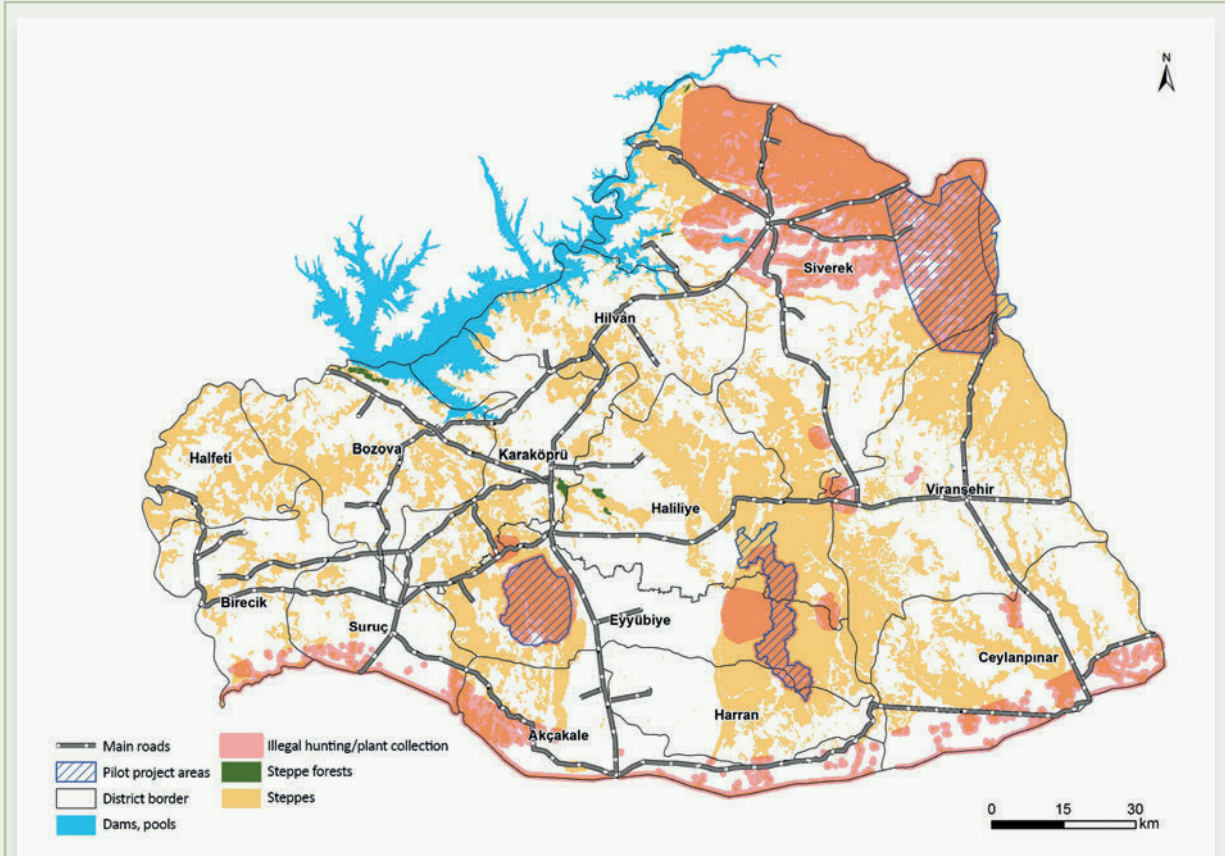 N
Siverek
Hilvan
Bozova
Karaköprü
Halfeti
Haliliye
Viranşehir
Birecik
Suruç
Eyyübiye
Ceylanpınar
Harran
Akçakale
Main roads
Pilot project areas
District border
Dams, pools
Illegal hunting/plant collection
Steppe forests
Steppes
0 15 30
km